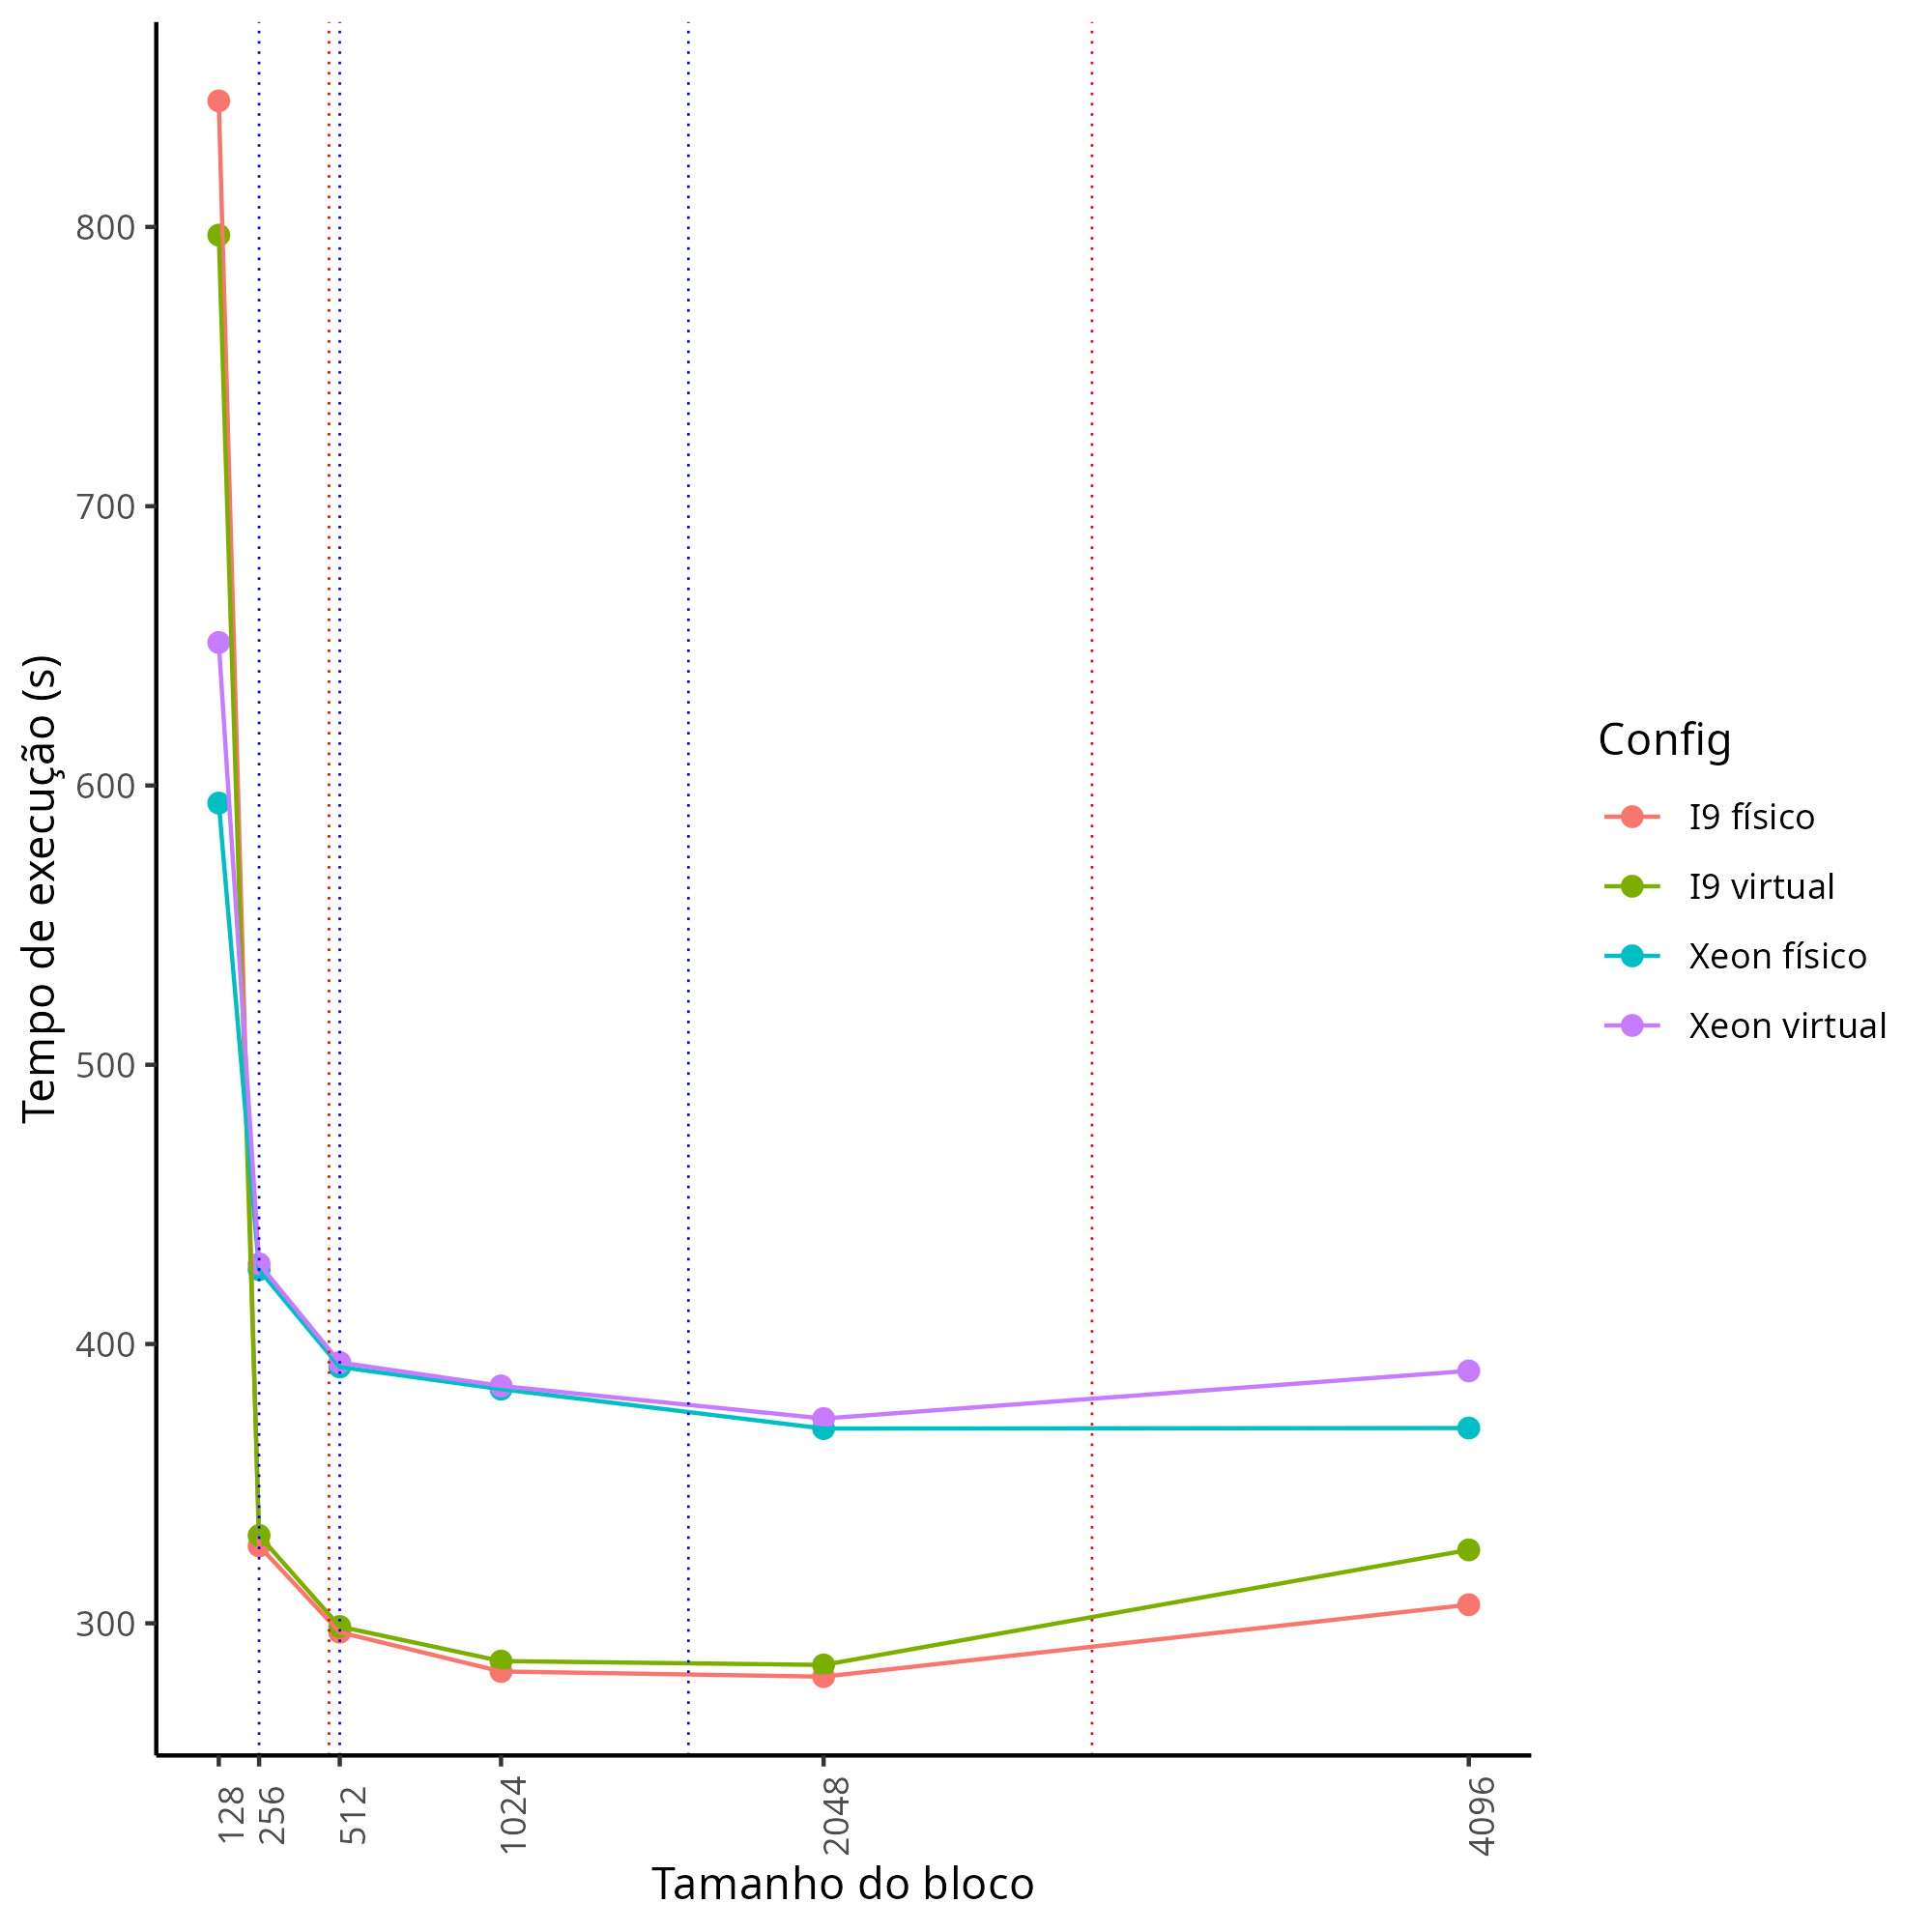 Tempo de execução (s)
800
700
600
500
400
300
128
256
512
1024
2048
4096
Tamanho do bloco
Config
I9 físico
I9 virtual
Xeon físico
Xeon virtual